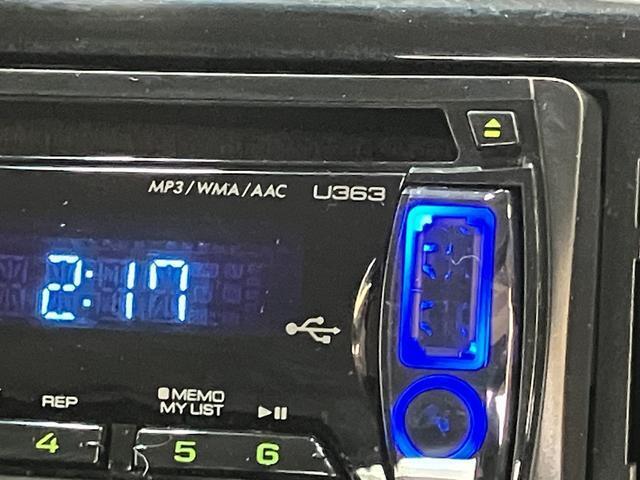 MP3/WMA/AAC U363
2:17
REP MEMO
MY LIST
4 5 6